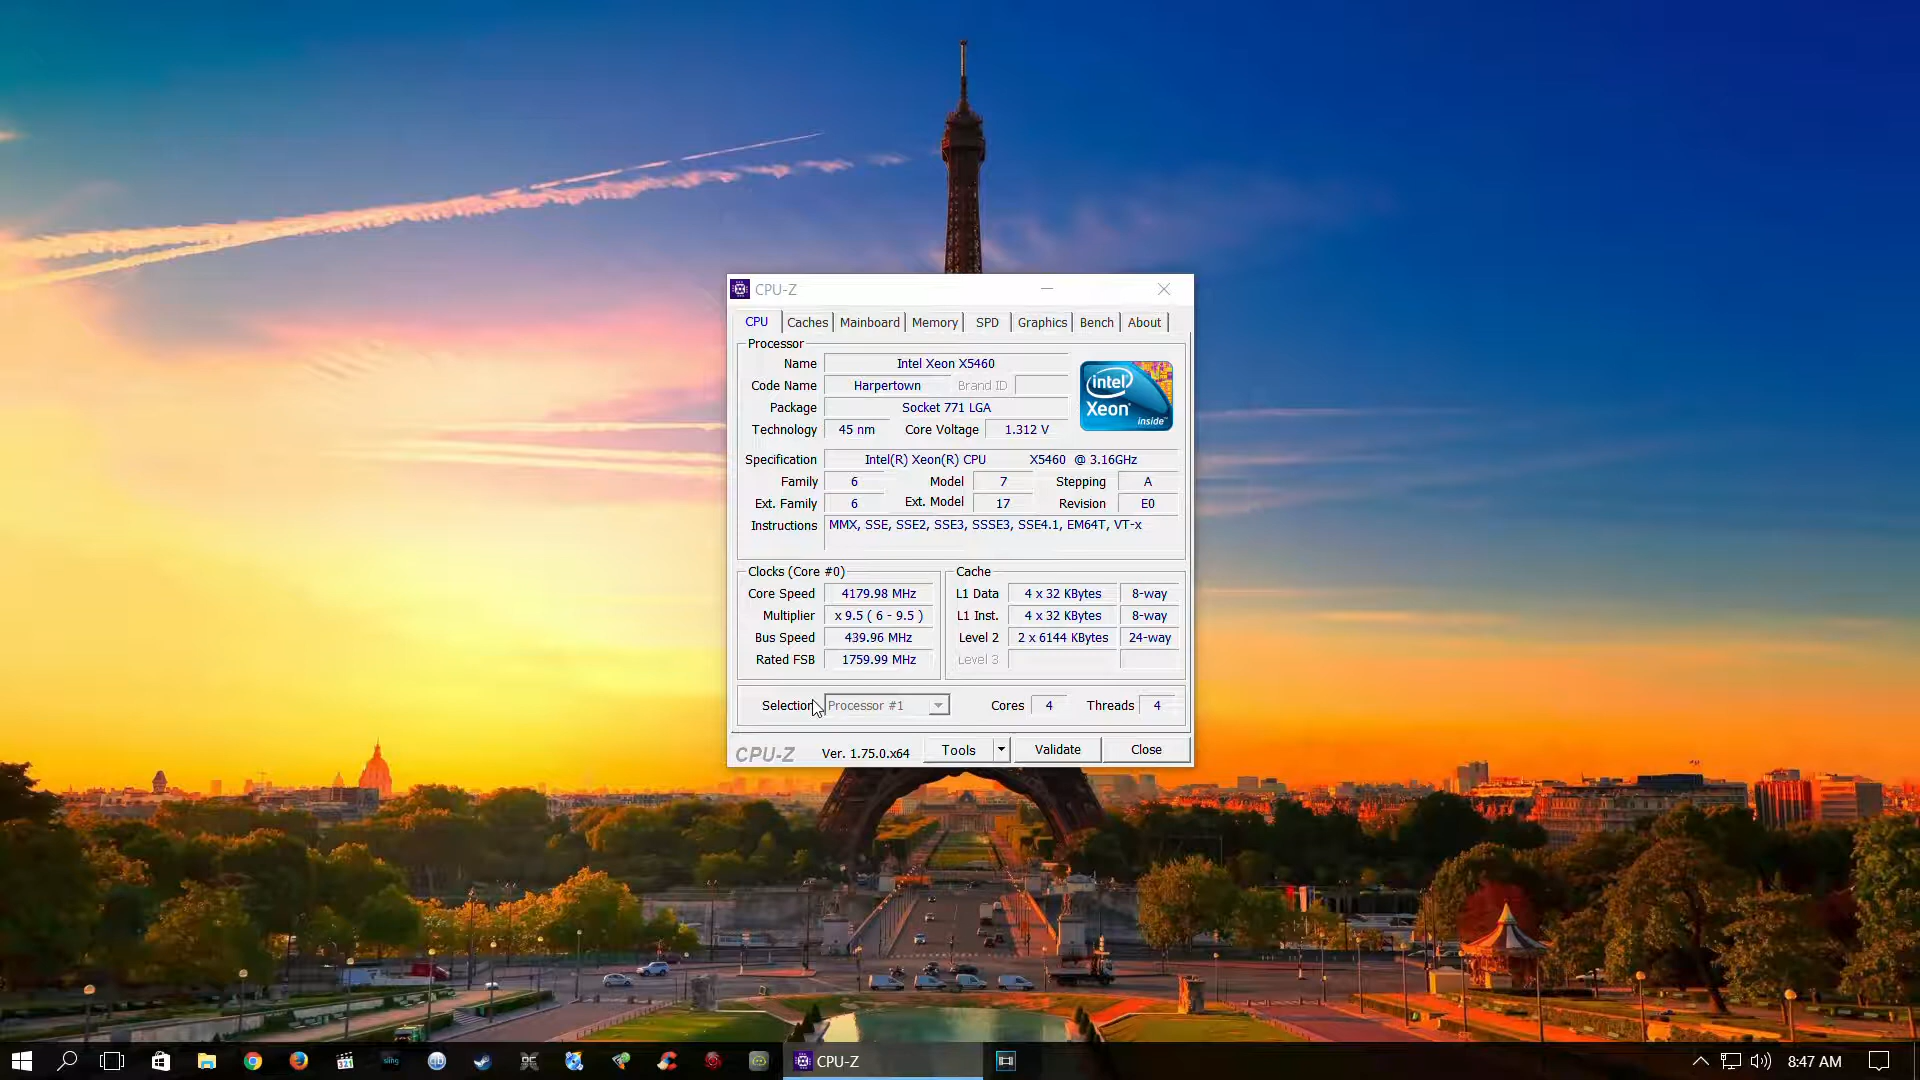 CPU-Z
CPU Caches Mainboard Memory SPD Graphics Bench About
Processor
Name Intel Xeon X5460
Code Name Harpertown Brand ID
Package Socket 771 LGA
Technology 45 nm Core Voltage 1.312 V
intel
Xeon
inside™
Specification Intel(R) Xeon(R) CPU X5460 @ 3.16GHz
Family 6 Model 7 Stepping A
Ext. Family 6 Ext. Model 17 Revision E0
Instructions MMX, SSE, SSE2, SSE3, SSSE3, SSE4.1, EM64T, VT-x
Clocks (Core #0)
Core Speed 4179.98 MHz
Multiplier x 9.5 ( 6 - 9.5 )
Bus Speed 439.96 MHz
Rated FSB 1759.99 MHz
Cache
L1 Data 4 x 32 KBytes 8-way
L1 Inst. 4 x 32 KBytes 8-way
Level 2 2 x 6144 KBytes 24-way
Level 3
Selection Processor #1 Cores 4 Threads 4
CPU-Z Ver. 1.75.0.x64 Tools Validate Close
321
CPU-Z
8:47 AM